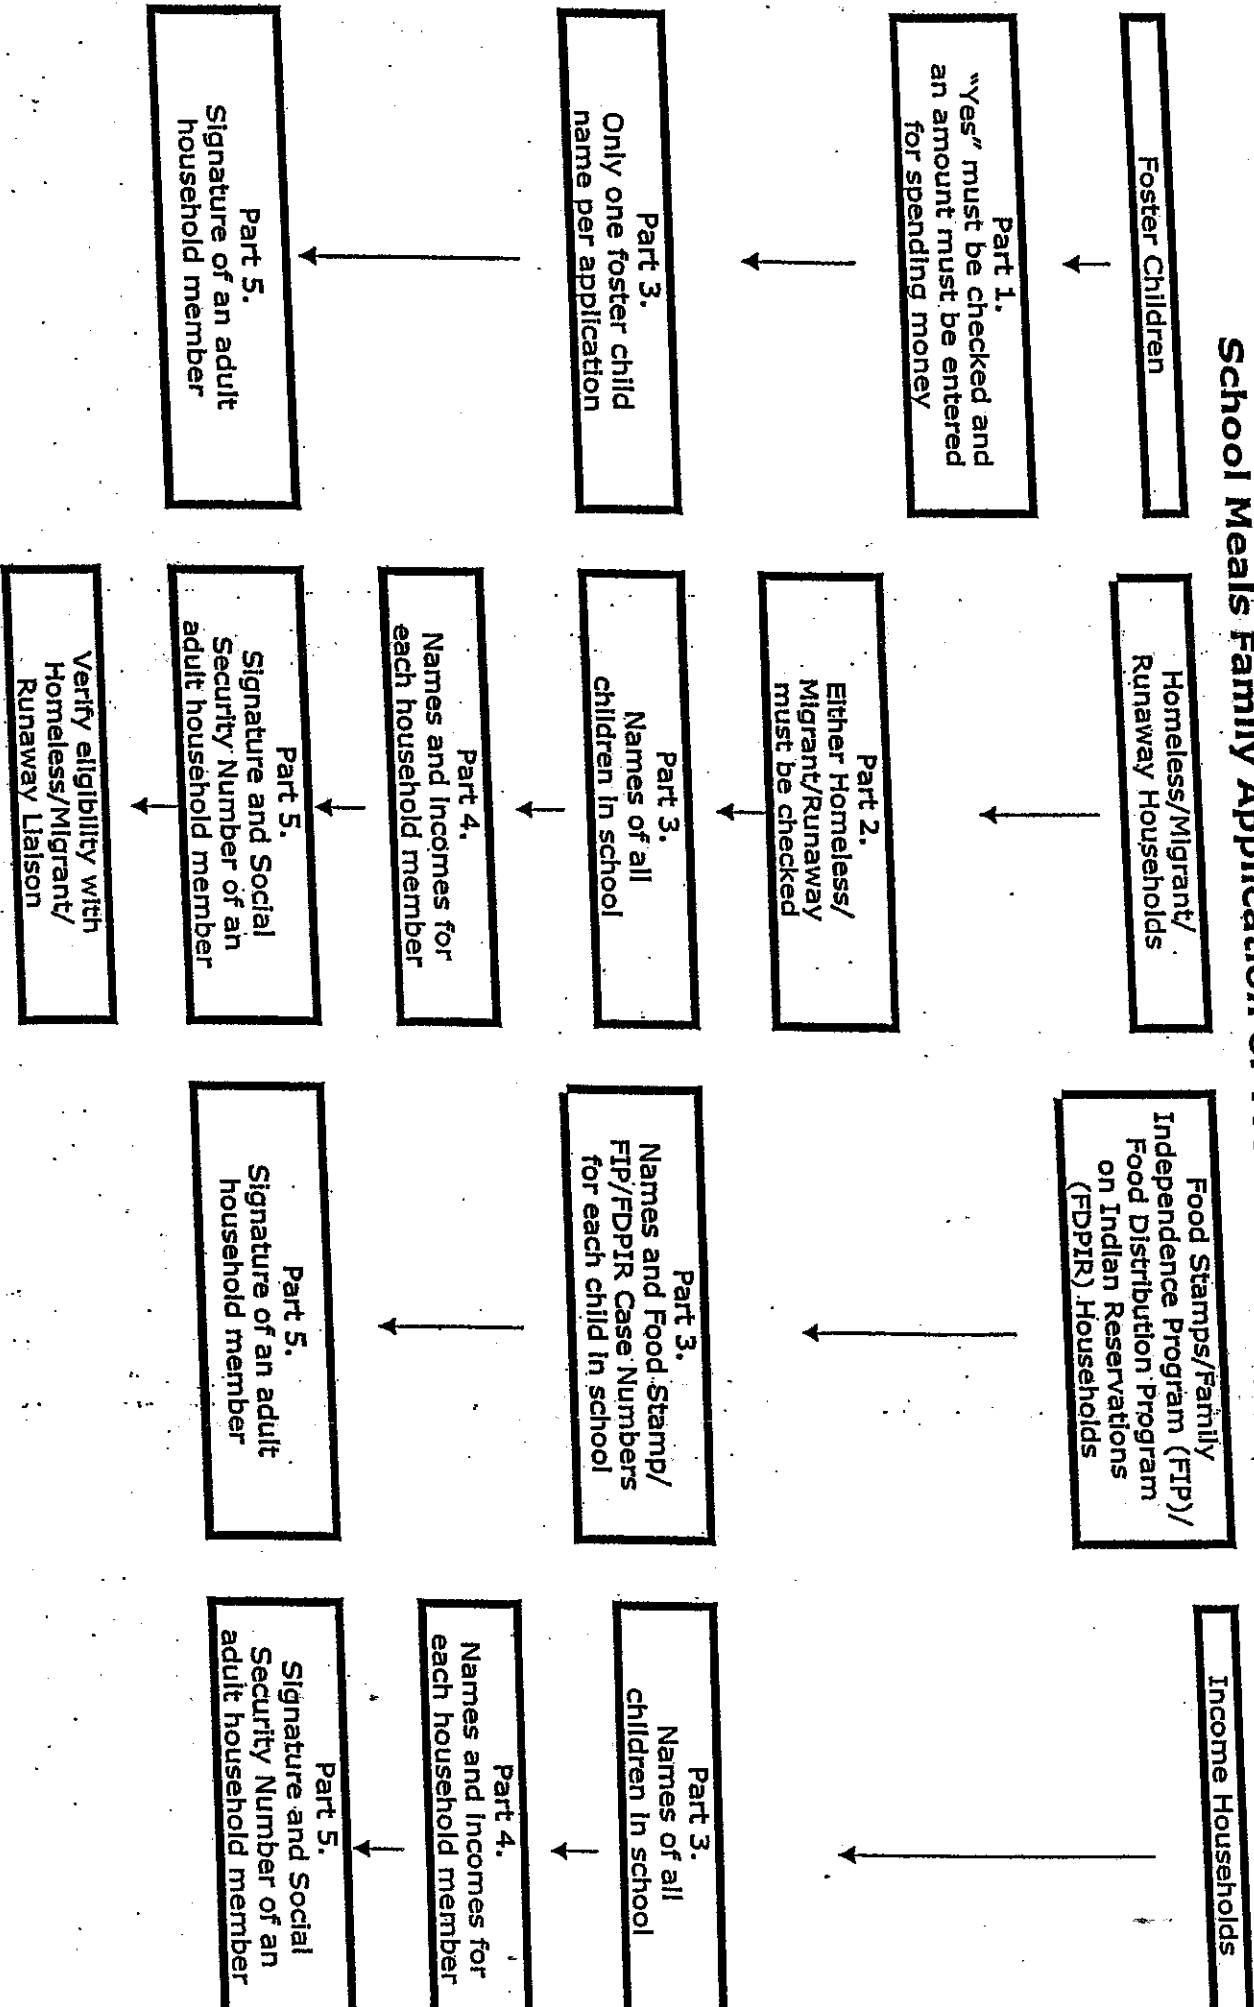 School Meals Family Application
Foster Children
Part 1.
"Yes" must be checked and
an amount must be entered
for spending money
Part 3.
Only one foster child
name per application
Part 5.
Signature of an adult
household member
Homeless/Migrant/
Runaway Households
Part 2.
Either Homeless/
Migrant/Runaway
must be checked
Part 3.
Names of all
children in school
Part 4.
Names and incomes for
each household member
Part 5.
Signature and Social
Security Number of an
adult household member
Verify eligibility with
Homeless/Migrant/
Runaway Liaison
Food Stamps/Family
Independence Program (FIP)/
Food Distribution Program
on Indian Reservations
(FDPIR) Households
Part 3.
Names and Food Stamp/
FIP/FDPIR Case Numbers
for each child in school
Part 5.
Signature of an adult
household member
Income Households
Part 3.
Names of all
children in school
Part 4.
Names and incomes for
each household member
Part 5.
Signature and Social
Security Number of an
adult household member